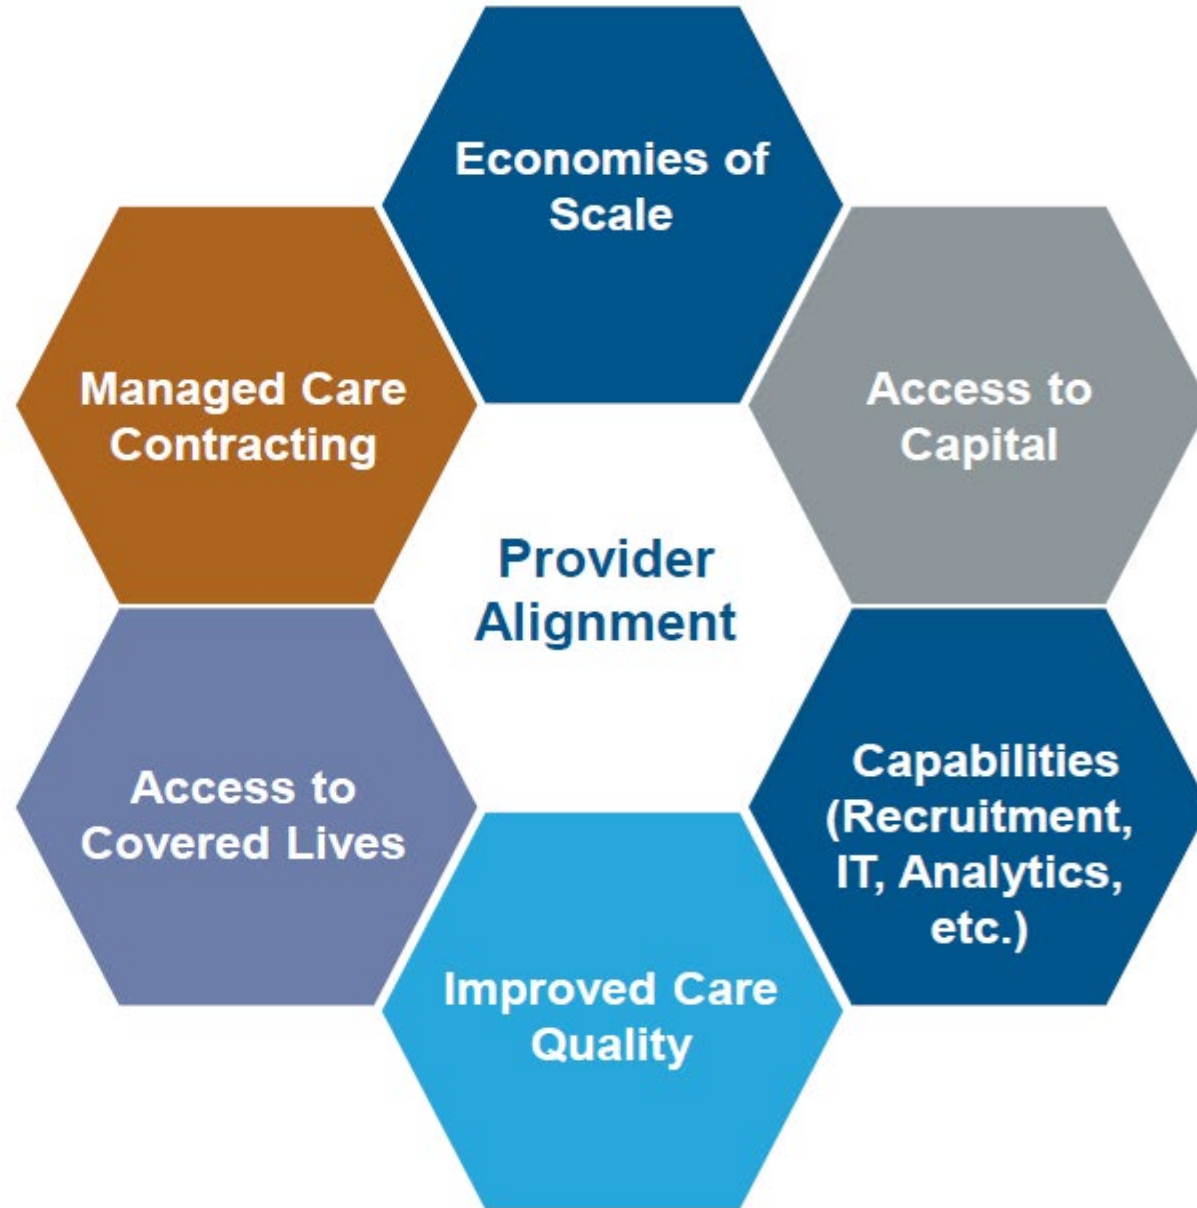 Economies of
Scale
Access to
Capital
Capabilities
(Recruitment,
IT, Analytics,
etc.)
Improved Care
Quality
Access to
Covered Lives
Managed Care
Contracting
Provider
Alignment